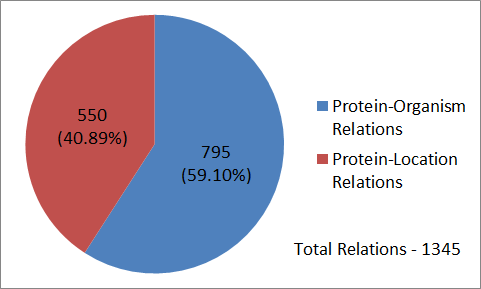 550
(40.89%)
795
(59.10%)
Protein-Organism
Relations
Protein-Location
Relations
Total Relations - 1345